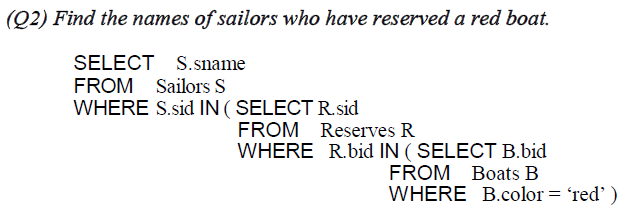 (Q2) Find the names of sailors who have reserved a red boat.
SELECT S.sname
FROM Sailors S
WHERE S.sid IN ( SELECT R.sid
FROM Reserves R
WHERE R.bid IN ( SELECT B.bid
FROM Boats B
WHERE B.color = ‘red’ )